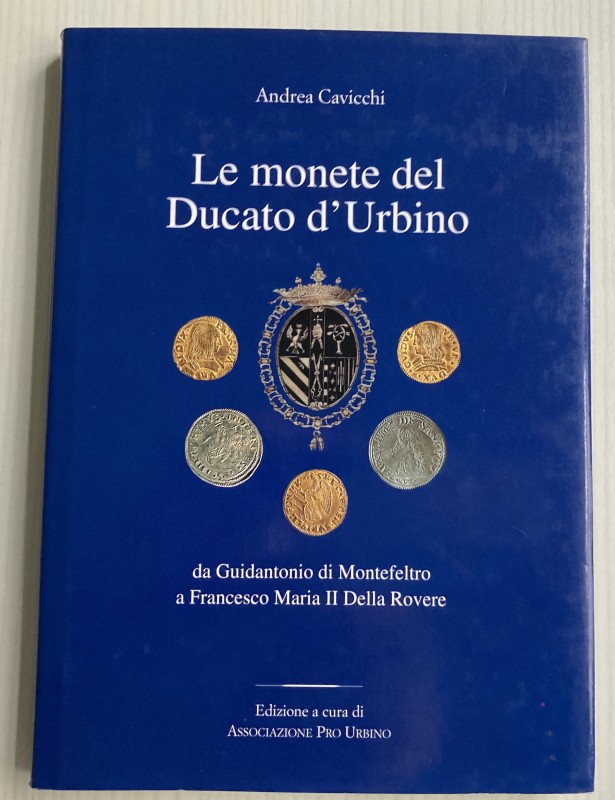 Andrea Cavicchi
Le monete del
Ducato d'Urbino
da Guidantonio di Montefeltro
a Francesco Maria II Della Rovere
Edizione a cura di
ASSOCIAZIONE PRO URBINO